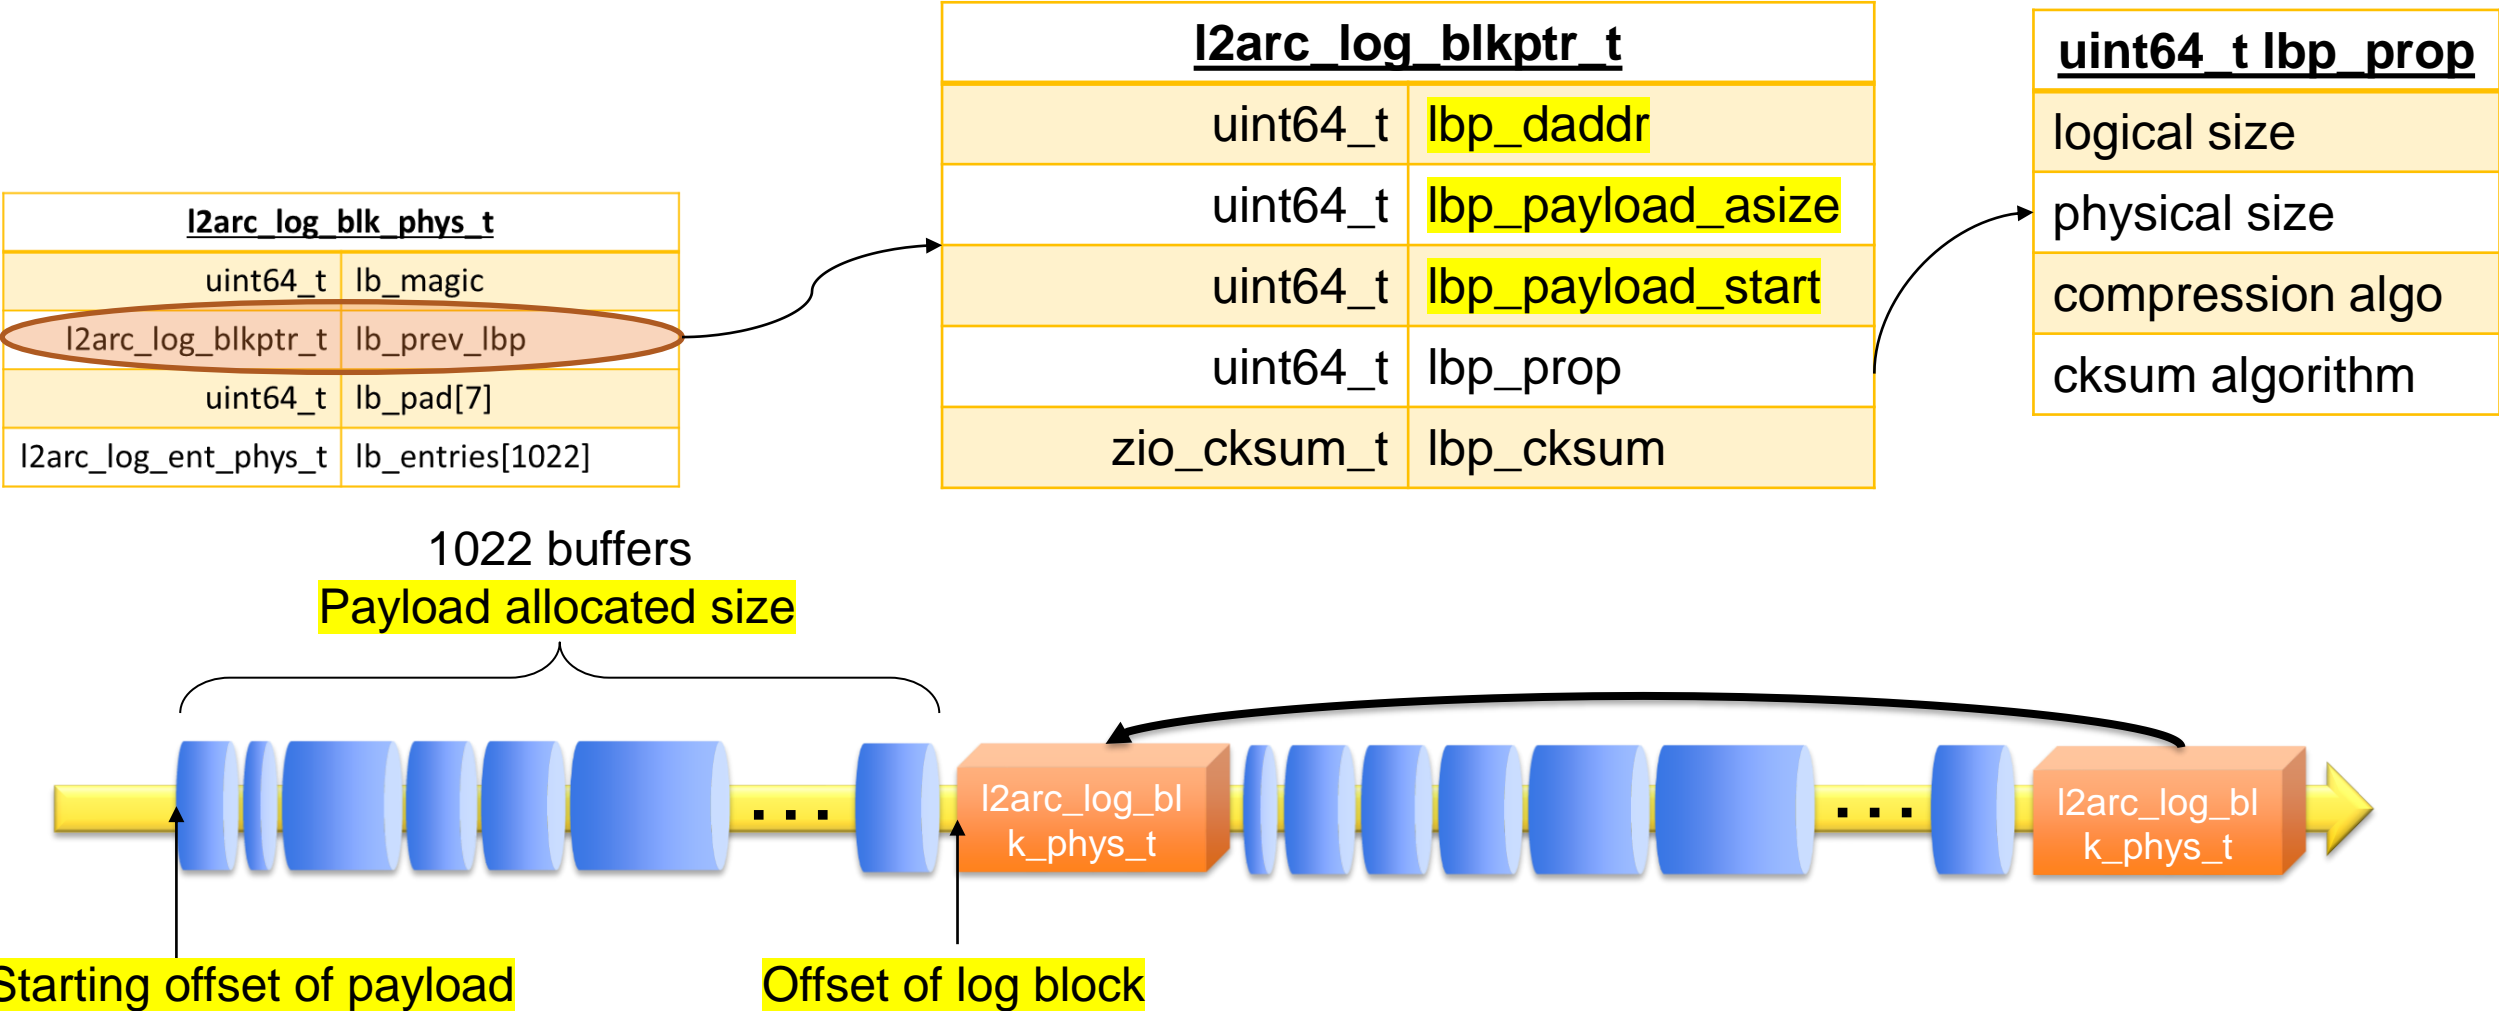 l2arc_log_blk_phys_t
uint64_t lb_magic
l2arc_log_blkptr_t lb_prev_lbp
uint64_t lb_pad[7]
l2arc_log_ent_phys_t lb_entries[1022]
l2arc_log_blkptr_t
uint64_t lbp_daddr
uint64_t lbp_payload_asize
uint64_t lbp_payload_start
uint64_t lbp_prop
zio_cksum_t lbp_cksum
uint64_t lbp_prop
logical size
physical size
compression algo
cksum algorithm
1022 buffers
Payload allocated size
...
l2arc_log_bl
k_phys_t
...
l2arc_log_bl
k_phys_t
Starting offset of payload
Offset of log block